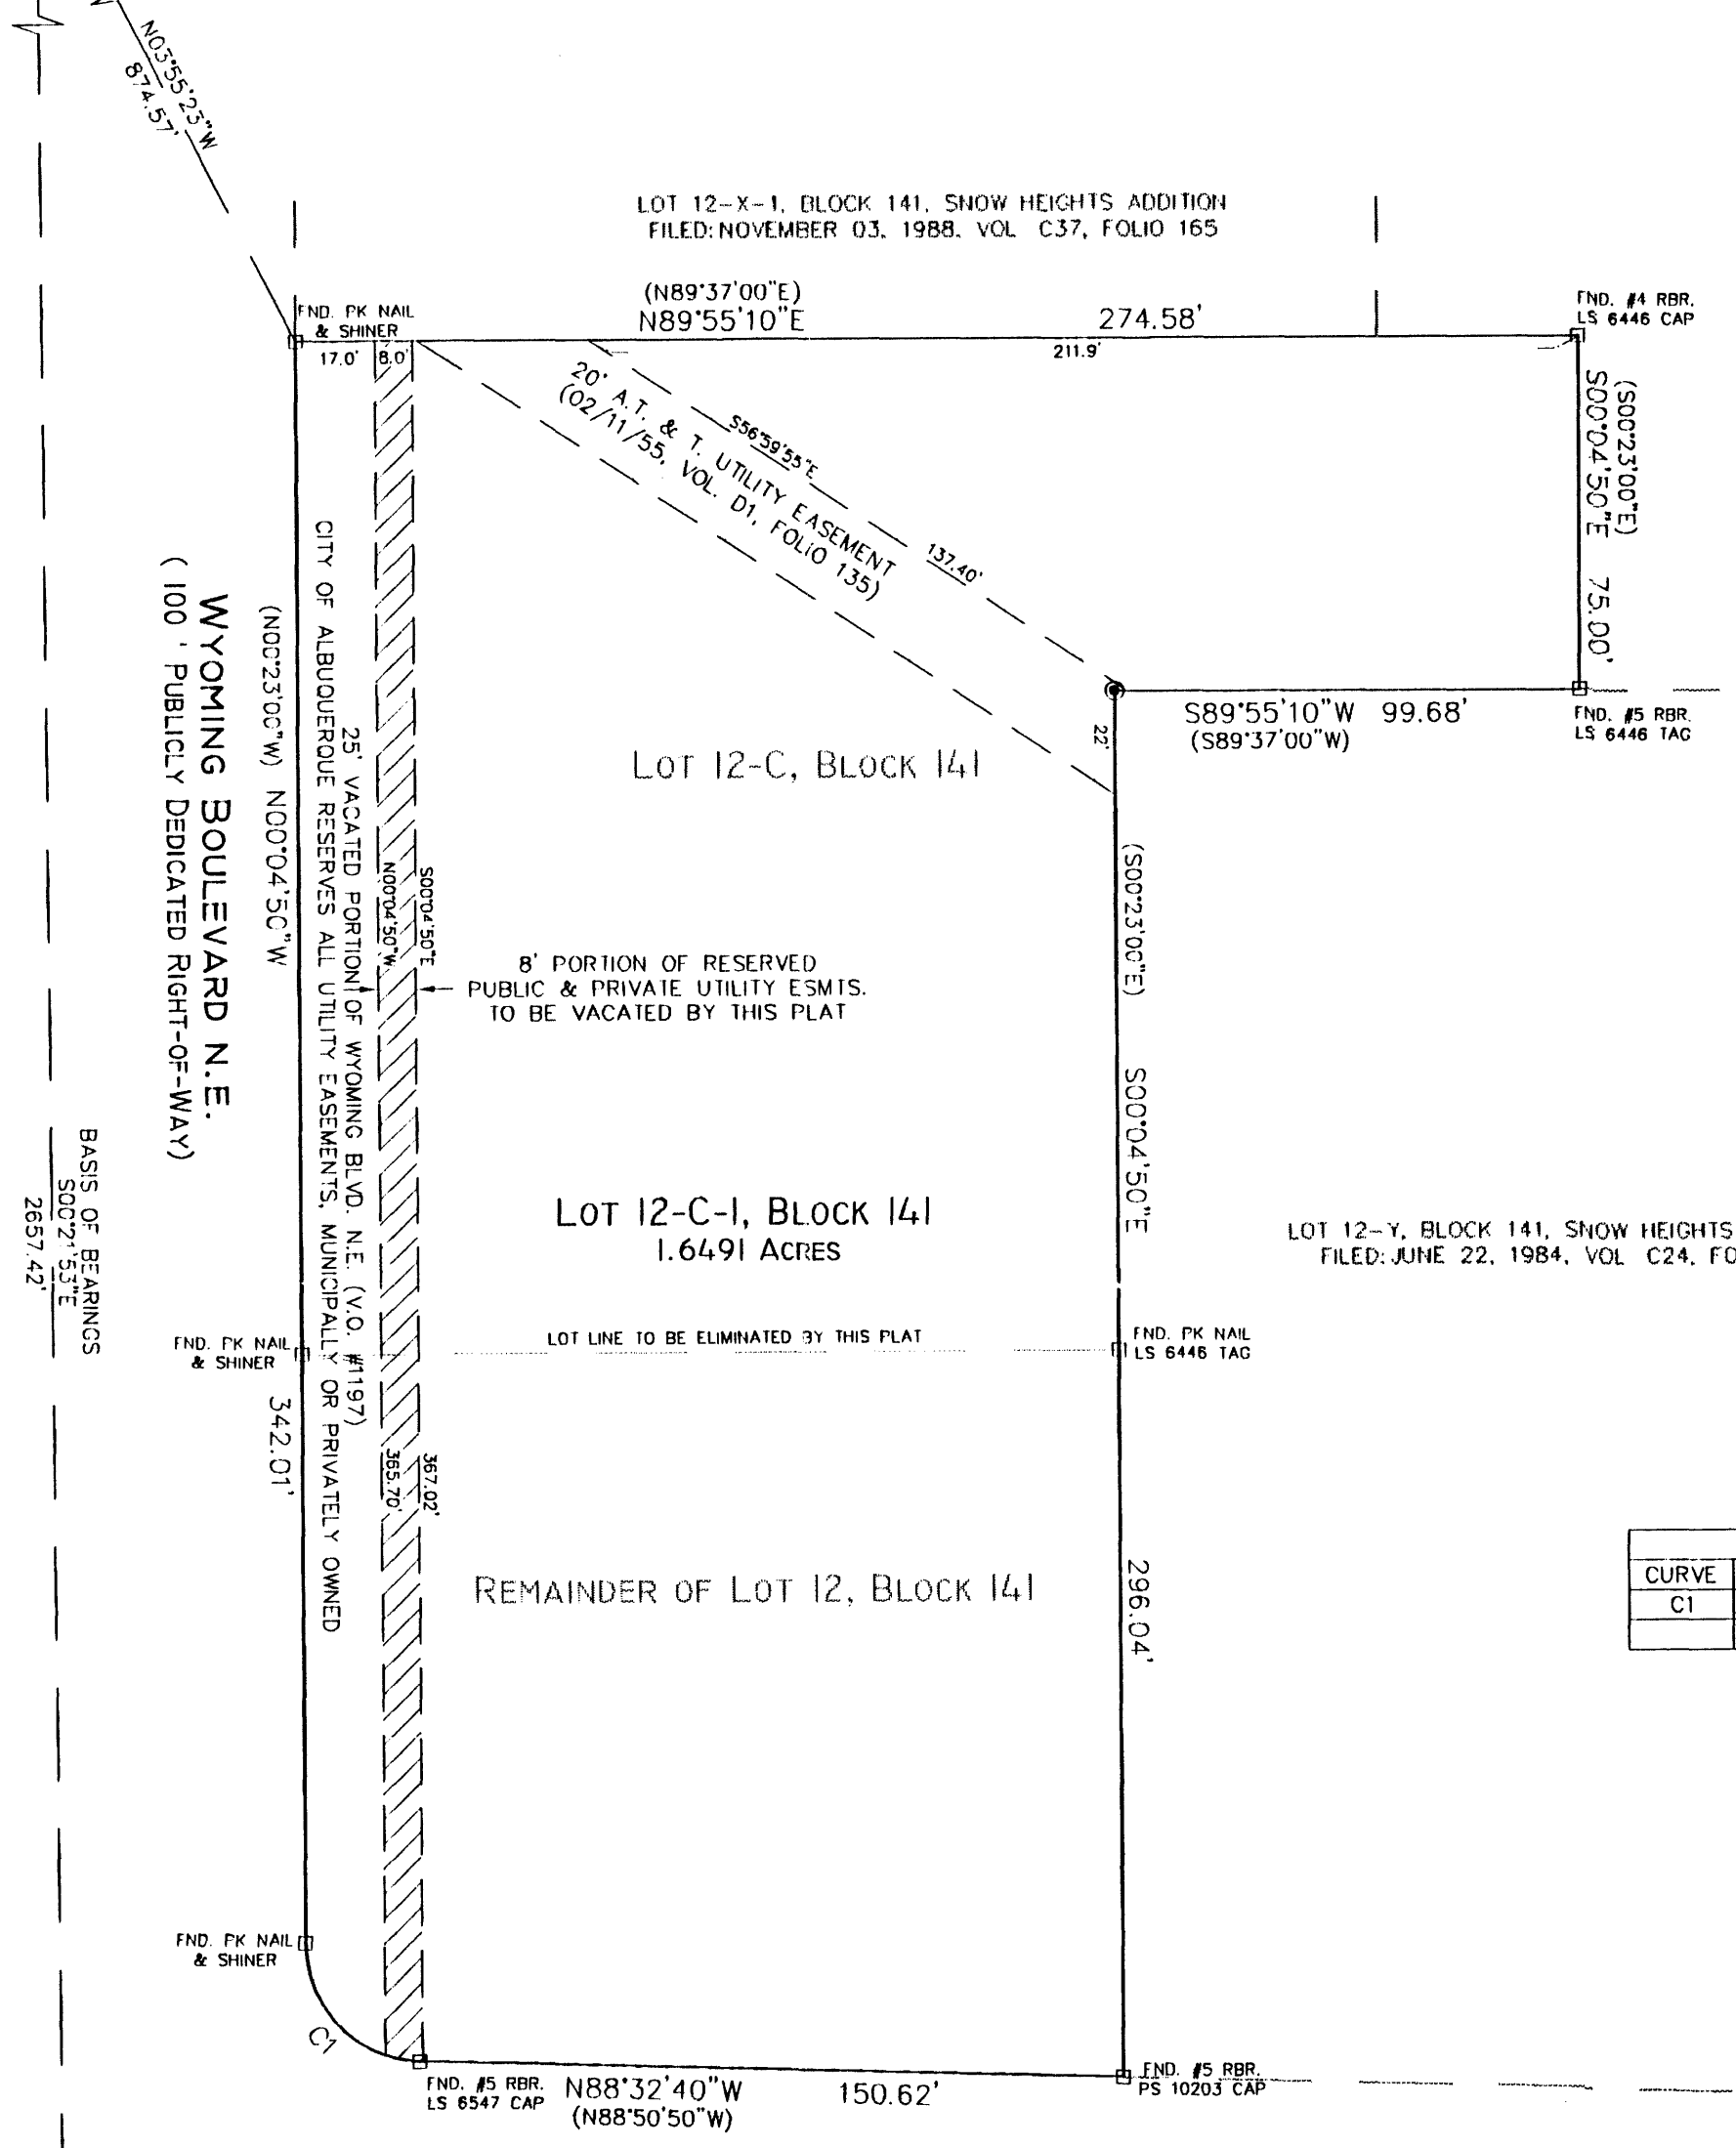 N03°55'23"W
874.57'
LOT 12-X-1, BLOCK 141, SNOW HEIGHTS ADDITION
FILED: NOVEMBER 03, 1988, VOL C37, FOLIO 165
(N89°37'00"E)
N89°55'10"E 274.58'
FND. PK NAIL
& SHINER
17.0' 8.0'
211.9'
FND. #4 RBR.
LS 6446 CAP
(S00°23'00"E)
S00°04'50"E 75.00'
20' A.T. & T. UTILITY EASEMENT
(02/11/55, VOL. D1, FOLIO 135)
S56°59'55"E
137.40'
S89°55'10"W 99.68'
(S89°37'00"W)
FND. #5 RBR.
LS 6446 TAG
22'
LOT 12-C, BLOCK 141
WYOMING BOULEVARD N.E.
( 100 ' PUBLICLY DEDICATED RIGHT-OF-WAY)
(N00°23'00"W) N00°04'50"W
342.01'
25' VACATED PORTION OF WYOMING BLVD. N.E. (V.O. #1197)
CITY OF ALBUQUERQUE RESERVES ALL UTILITY EASEMENTS, MUNICIPALLY OR PRIVATELY OWNED
S00°04'50"E
N00°04'50"W
8' PORTION OF RESERVED
PUBLIC & PRIVATE UTILITY ESMTS.
TO BE VACATED BY THIS PLAT
(S00°23'00"E) S00°04'50"E
296.04'
BASIS OF BEARINGS
S00°21'53"E
2657.42'
LOT 12-C-1, BLOCK 141
1.6491 ACRES
LOT 12-Y, BLOCK 141, SNOW HEIGHTS
FILED: JUNE 22, 1984, VOL C24, FO
FND. PK NAIL
& SHINER
LOT LINE TO BE ELIMINATED BY THIS PLAT
FND. PK NAIL
LS 6446 TAG
367.02'
365.70'
REMAINDER OF LOT 12, BLOCK 141
CURVE
C1
FND. PK NAIL
& SHINER
C1
FND. #5 RBR.
LS 6547 CAP
N88°32'40"W 150.62'
(N88°50'50"W)
FND. #5 RBR.
PS 10203 CAP